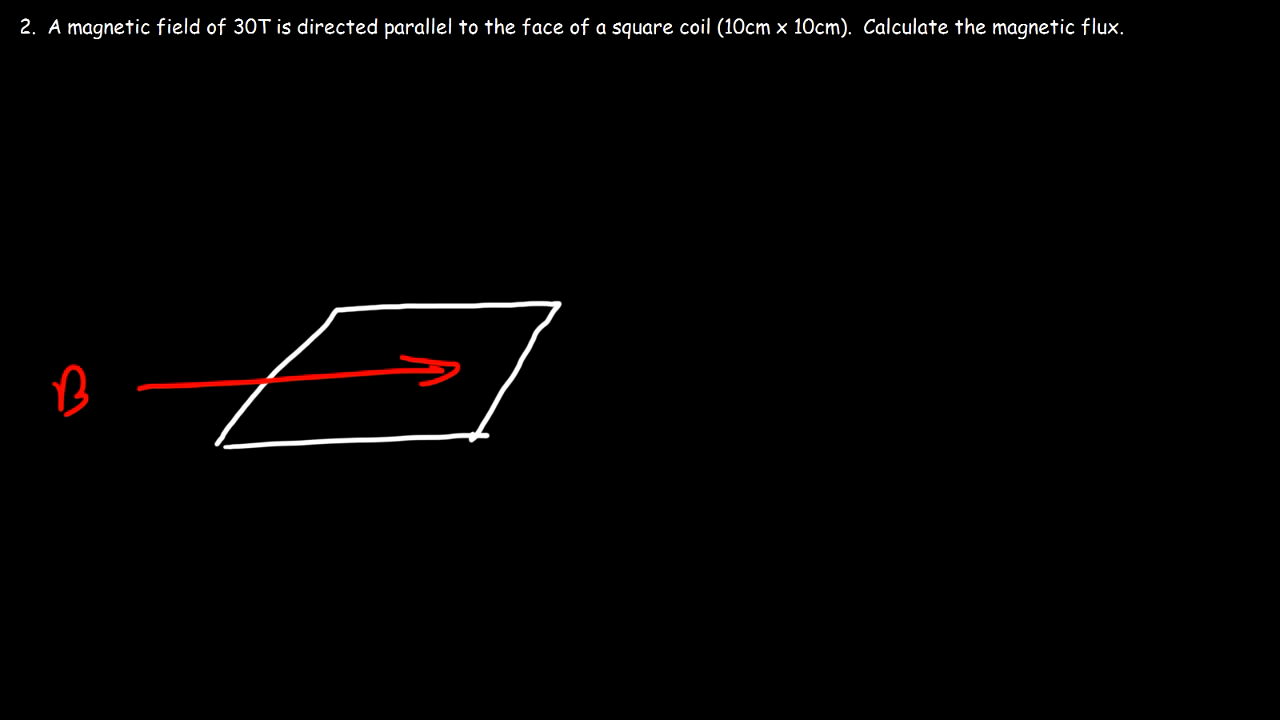 2. A magnetic field of 30T is directed parallel to the face of a square coil (10cm x 10cm). Calculate the magnetic flux.
B